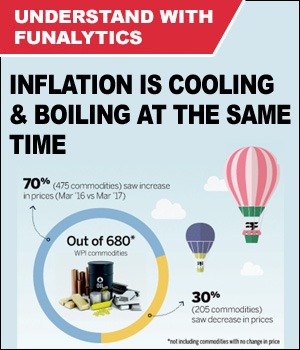 UNDERSTAND WITH
FUNALYTICS
INFLATION IS COOLING
& BOILING AT THE SAME
TIME
70% (475 commodities) saw increase
in prices (Mar '16 vs Mar '17)
Out of 680*
WPI commodities
OIL
30%
(205 commodities)
saw decrease in prices
*not including commodities with no change in price